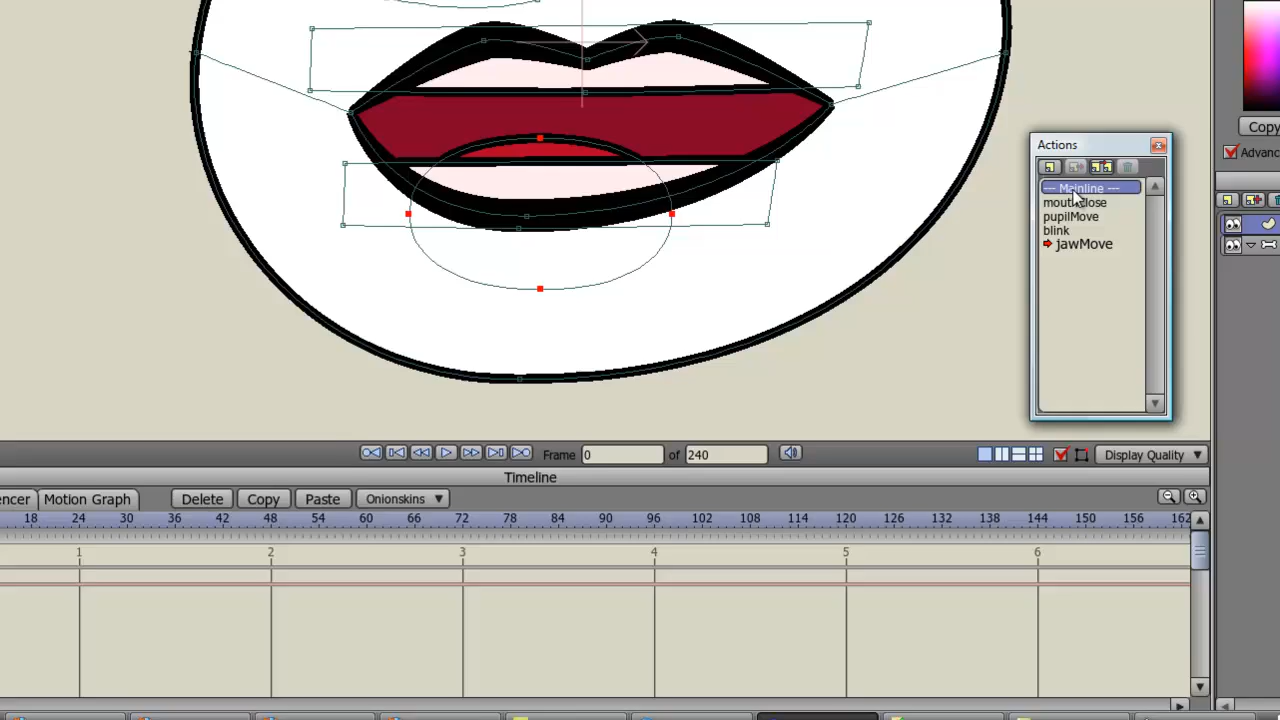 Copy
Advanc
Actions
--- Mainline ---
mouthClose
pupilMove
blink
jawMove
Frame 0 of 240
Display Quality
Timeline
encer Motion Graph Delete Copy Paste Onionskins
18 24 30 36 42 48 54 60 66 72 78 84 90 96 102 108 114 120 126 132 138 144 150 156 162
1 2 3 4 5 6